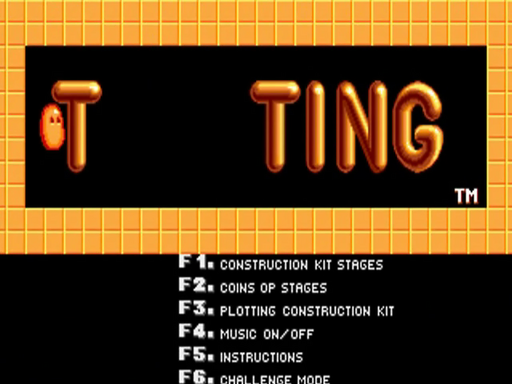 T TING
TM
F1. CONSTRUCTION KIT STAGES
F2. COINS OP STAGES
F3. PLOTTING CONSTRUCTION KIT
F4. MUSIC ON/OFF
F5. INSTRUCTIONS
F6. CHALLENGE MODE